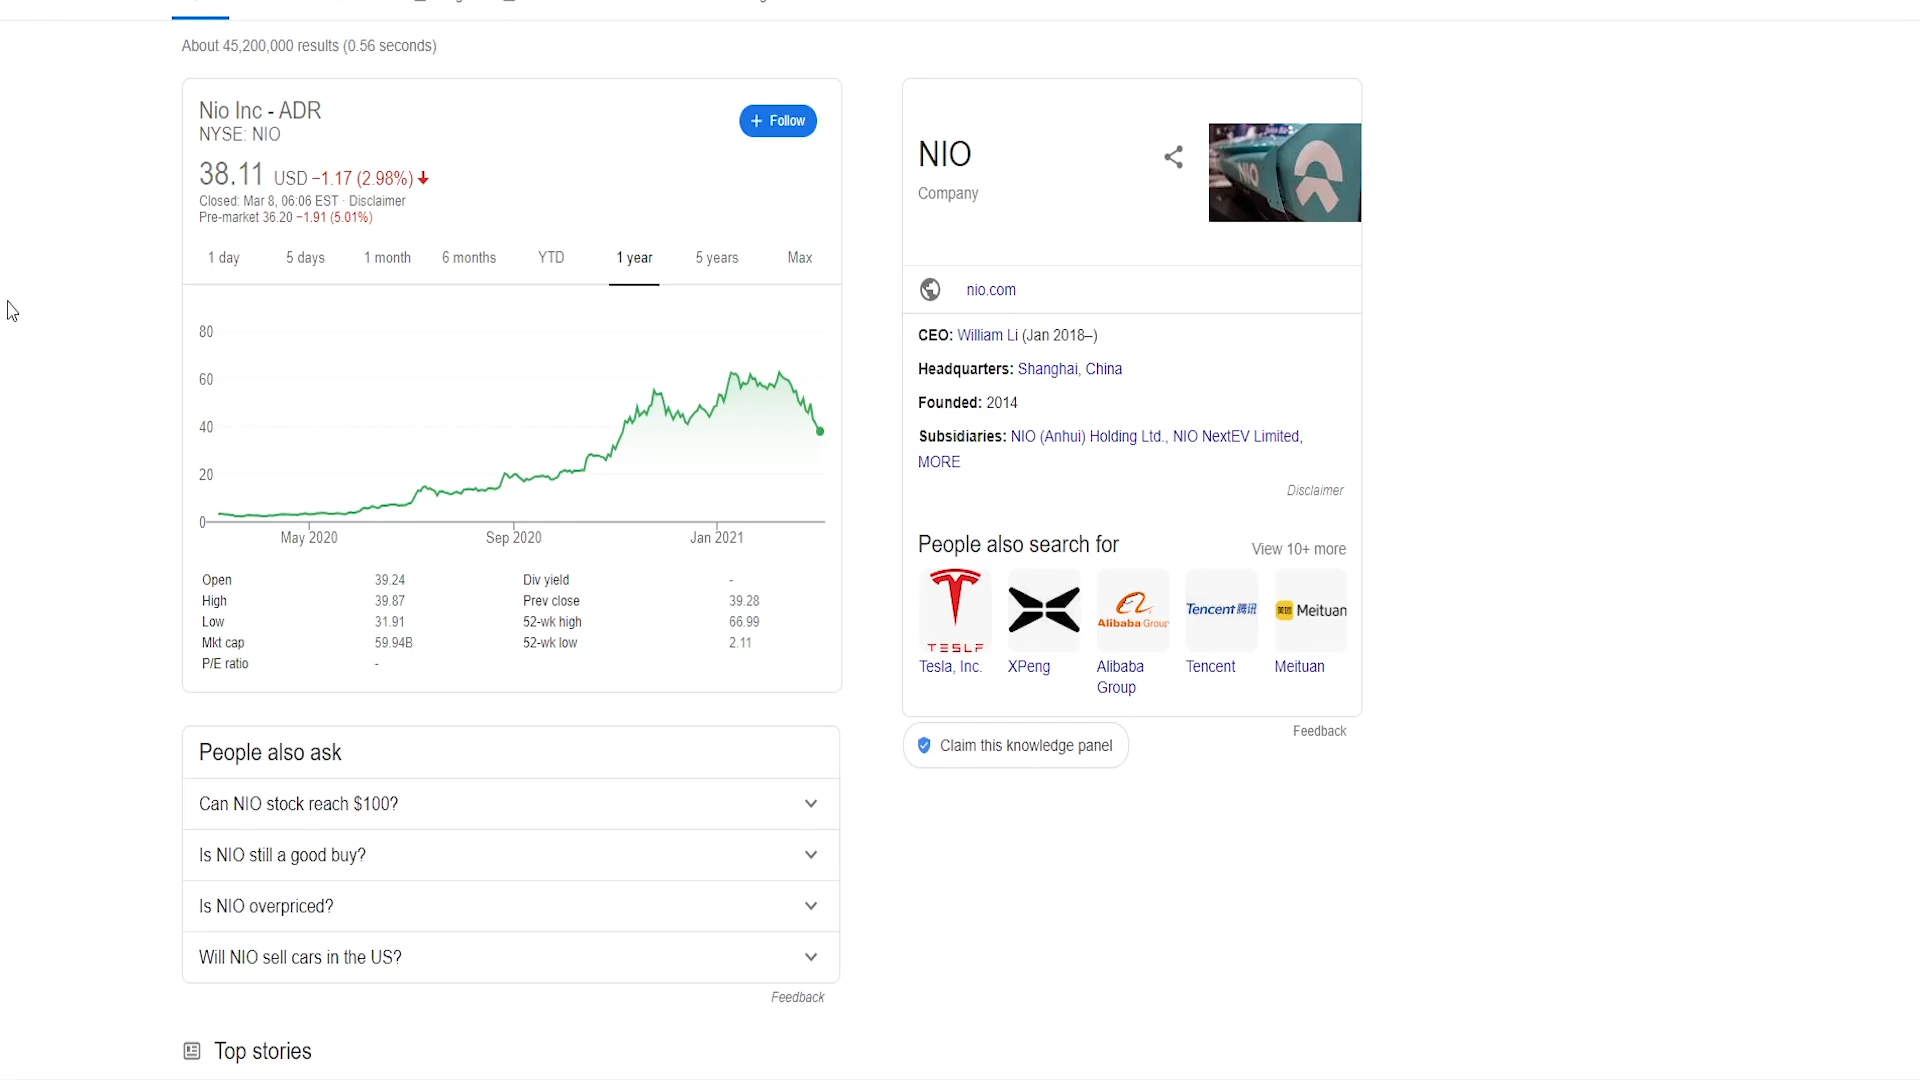 About 45,200,000 results (0.56 seconds)
Nio Inc - ADR
NYSE: NIO
+ Follow
38.11 USD −1.17 (2.98%)
Closed: Mar 8, 06:06 EST · Disclaimer
Pre-market 36.20 −1.91 (5.01%)
1 day 5 days 1 month 6 months YTD 1 year 5 years Max
80
60
40
20
0
May 2020 Sep 2020 Jan 2021
Open 39.24 Div yield -
High 39.87 Prev close 39.28
Low 31.91 52-wk high 66.99
Mkt cap 59.94B 52-wk low 2.11
P/E ratio -
People also ask
Can NIO stock reach $100?
Is NIO still a good buy?
Is NIO overpriced?
Will NIO sell cars in the US?
Feedback
Top stories
NIO
Company
NIO
nio.com
CEO: William Li (Jan 2018–)
Headquarters: Shanghai, China
Founded: 2014
Subsidiaries: NIO (Anhui) Holding Ltd., NIO NextEV Limited,
MORE
Disclaimer
People also search for
View 10+ more
TESLA
Alibaba Group
Tencent 腾讯
美团 Meituan
Tesla, Inc. XPeng Alibaba Tencent Meituan
Group
Feedback
Claim this knowledge panel